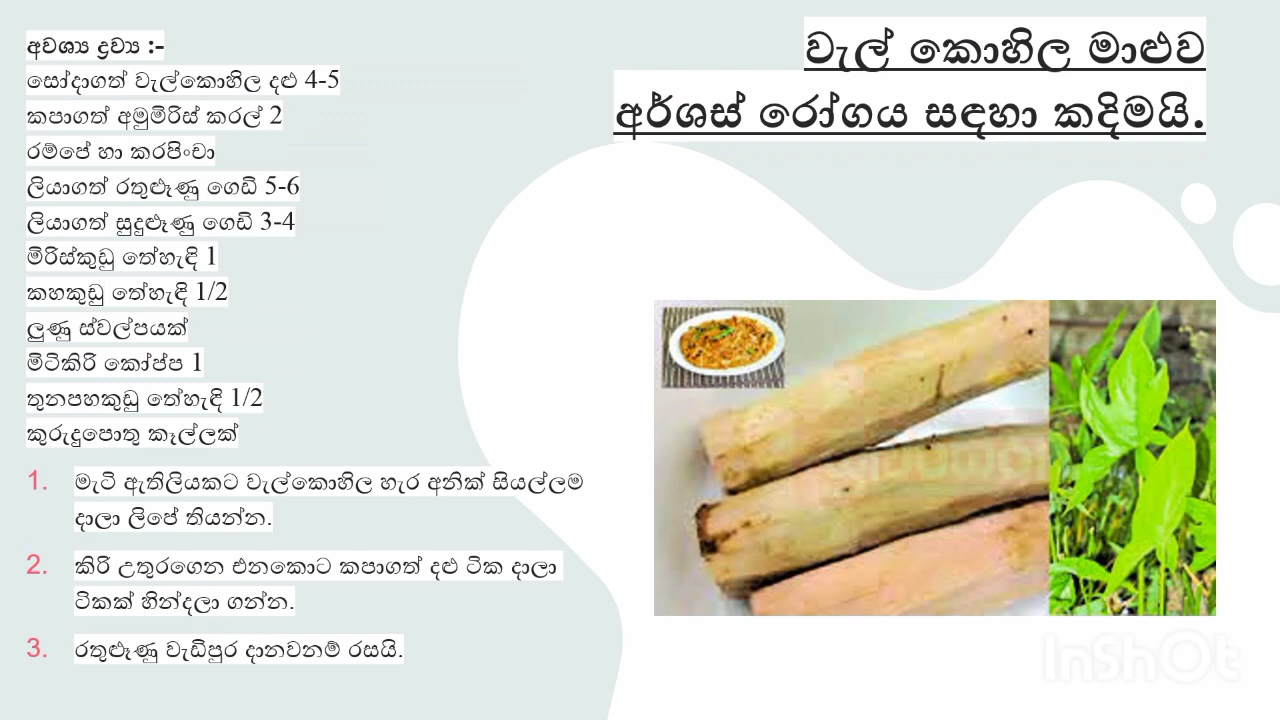 වැල් කොහිල මාළුව
අර්ශස් රෝගය සඳහා කදිමයි.
අවශ්‍ය ද්‍රව්‍ය :-
සෝදාගත් වැල්කොහිල දළු 4-5
කපාගත් අමුමිරිස් කරල් 2
රම්පේ හා කරපිංචා
ලියාගත් රතුළූණු ගෙඩි 5-6
ලියාගත් සුදුළූණු ගෙඩි 3-4
මිරිස්කුඩු තේහැඳි 1
කහකුඩු තේහැඳි 1/2
ලුණු ස්වල්පයක්
මිටිකිරි කෝප්ප 1
තුනපහකුඩු තේහැඳි 1/2
කුරුදුපොතු කෑල්ලක්
1. මැටි ඇතිලියකට වැල්කොහිල හැර අනික් සියල්ලම
දාලා ලිපේ තියන්න.
2. කිරි උතුරගෙන එනකොට කපාගත් දළු ටික දාලා
ටිකක් හින්දලා ගන්න.
3. රතුළූණු වැඩිපුර දානවනම් රසයි.
InShOt